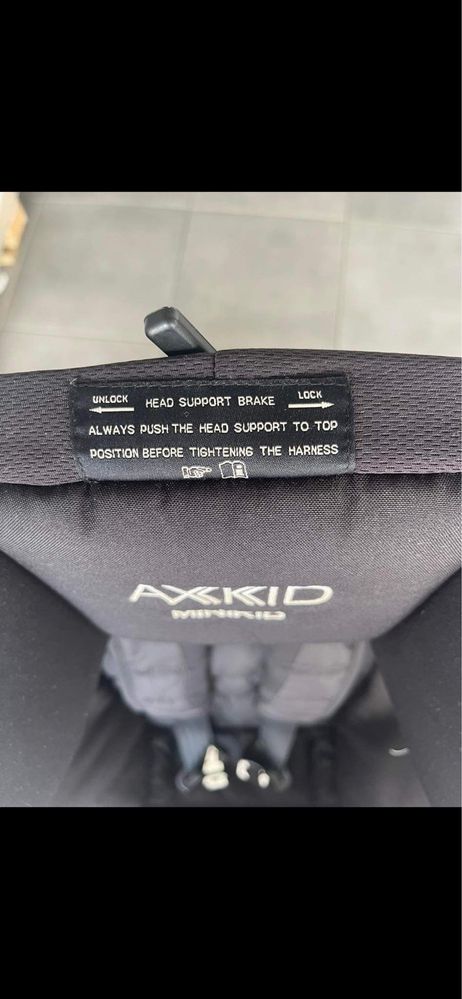 UNLOCK HEAD SUPPORT BRAKE LOCK
ALWAYS PUSH THE HEAD SUPPORT TO TOP
POSITION BEFORE TIGHTENING THE HARNESS
AXKID
MINIKID